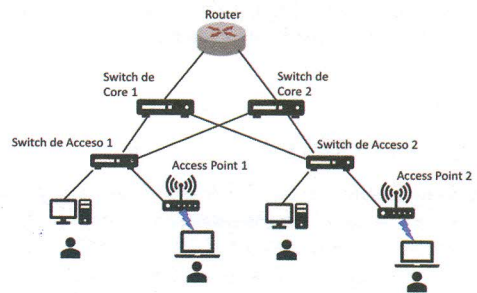 Router
Switch de
Core 1
Switch de
Core 2
Switch de Acceso 1
Switch de Acceso 2
Access Point 1
Access Point 2